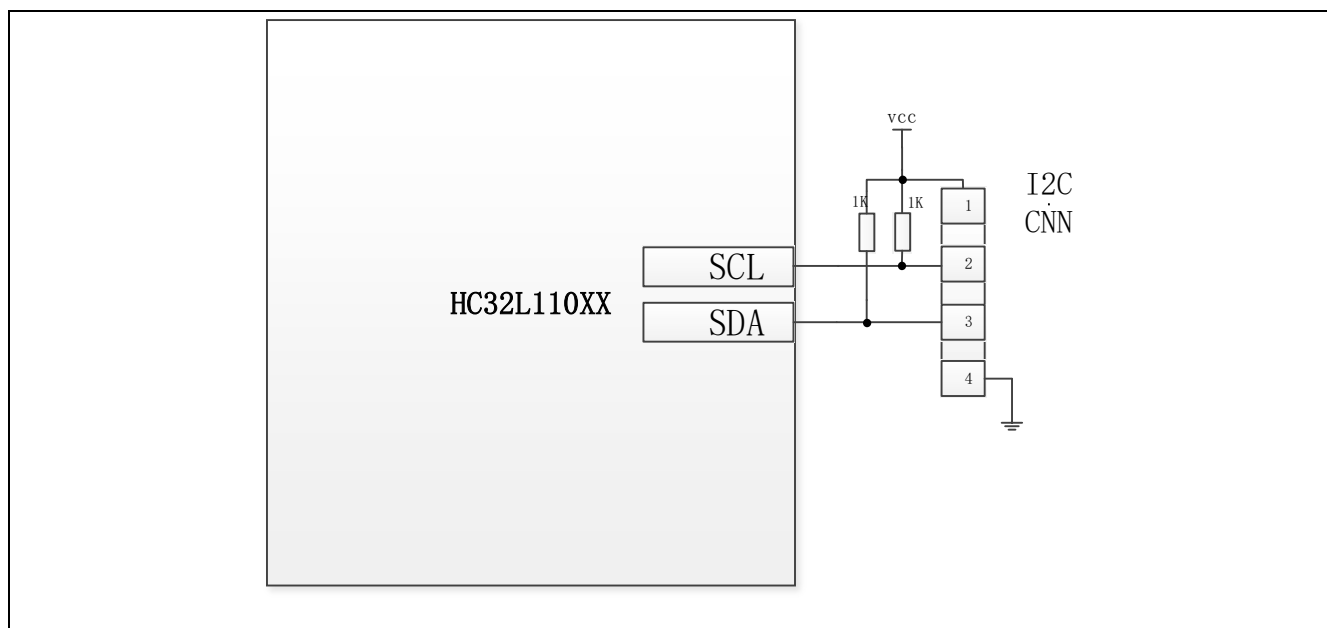 vcc
I2C
CNN
1K
1K
1
SCL
2
HC32L110XX
SDA
3
4